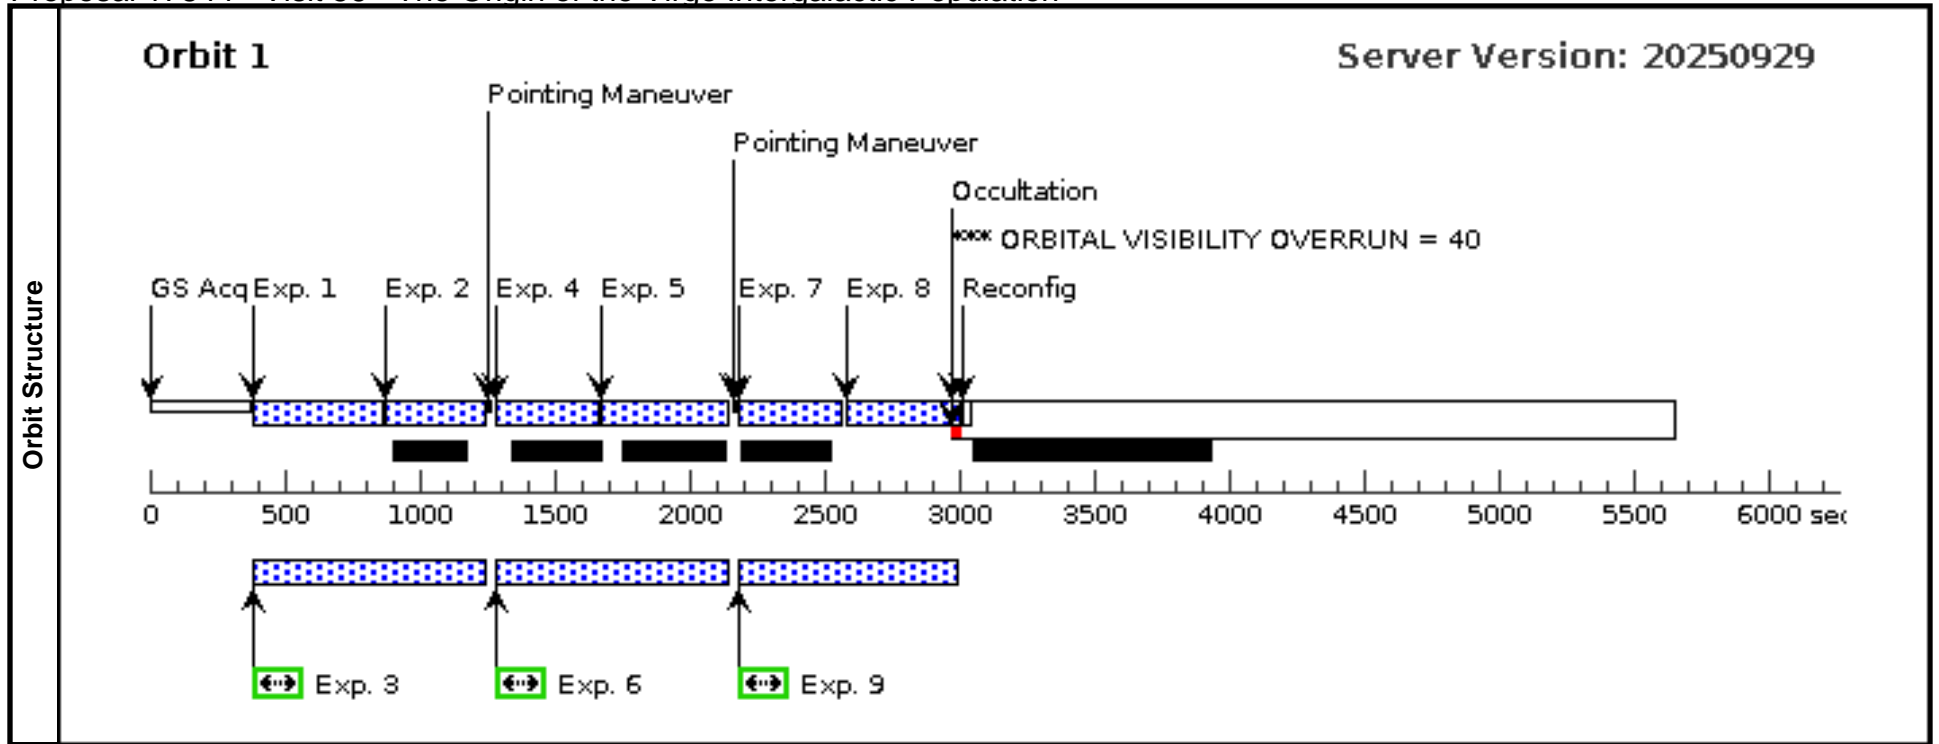 Orbit 1
Server Version: 20250929
Pointing Maneuver
Pointing Maneuver
Occultation
**** ORBITAL VISIBILITY OVERRUN = 40
GS Acq Exp. 1 Exp. 2 Exp. 4 Exp. 5 Exp. 7 Exp. 8 Reconfig
Orbit Structure
0 500 1000 1500 2000 2500 3000 3500 4000 4500 5000 5500 6000 sec
Exp. 3 Exp. 6 Exp. 9